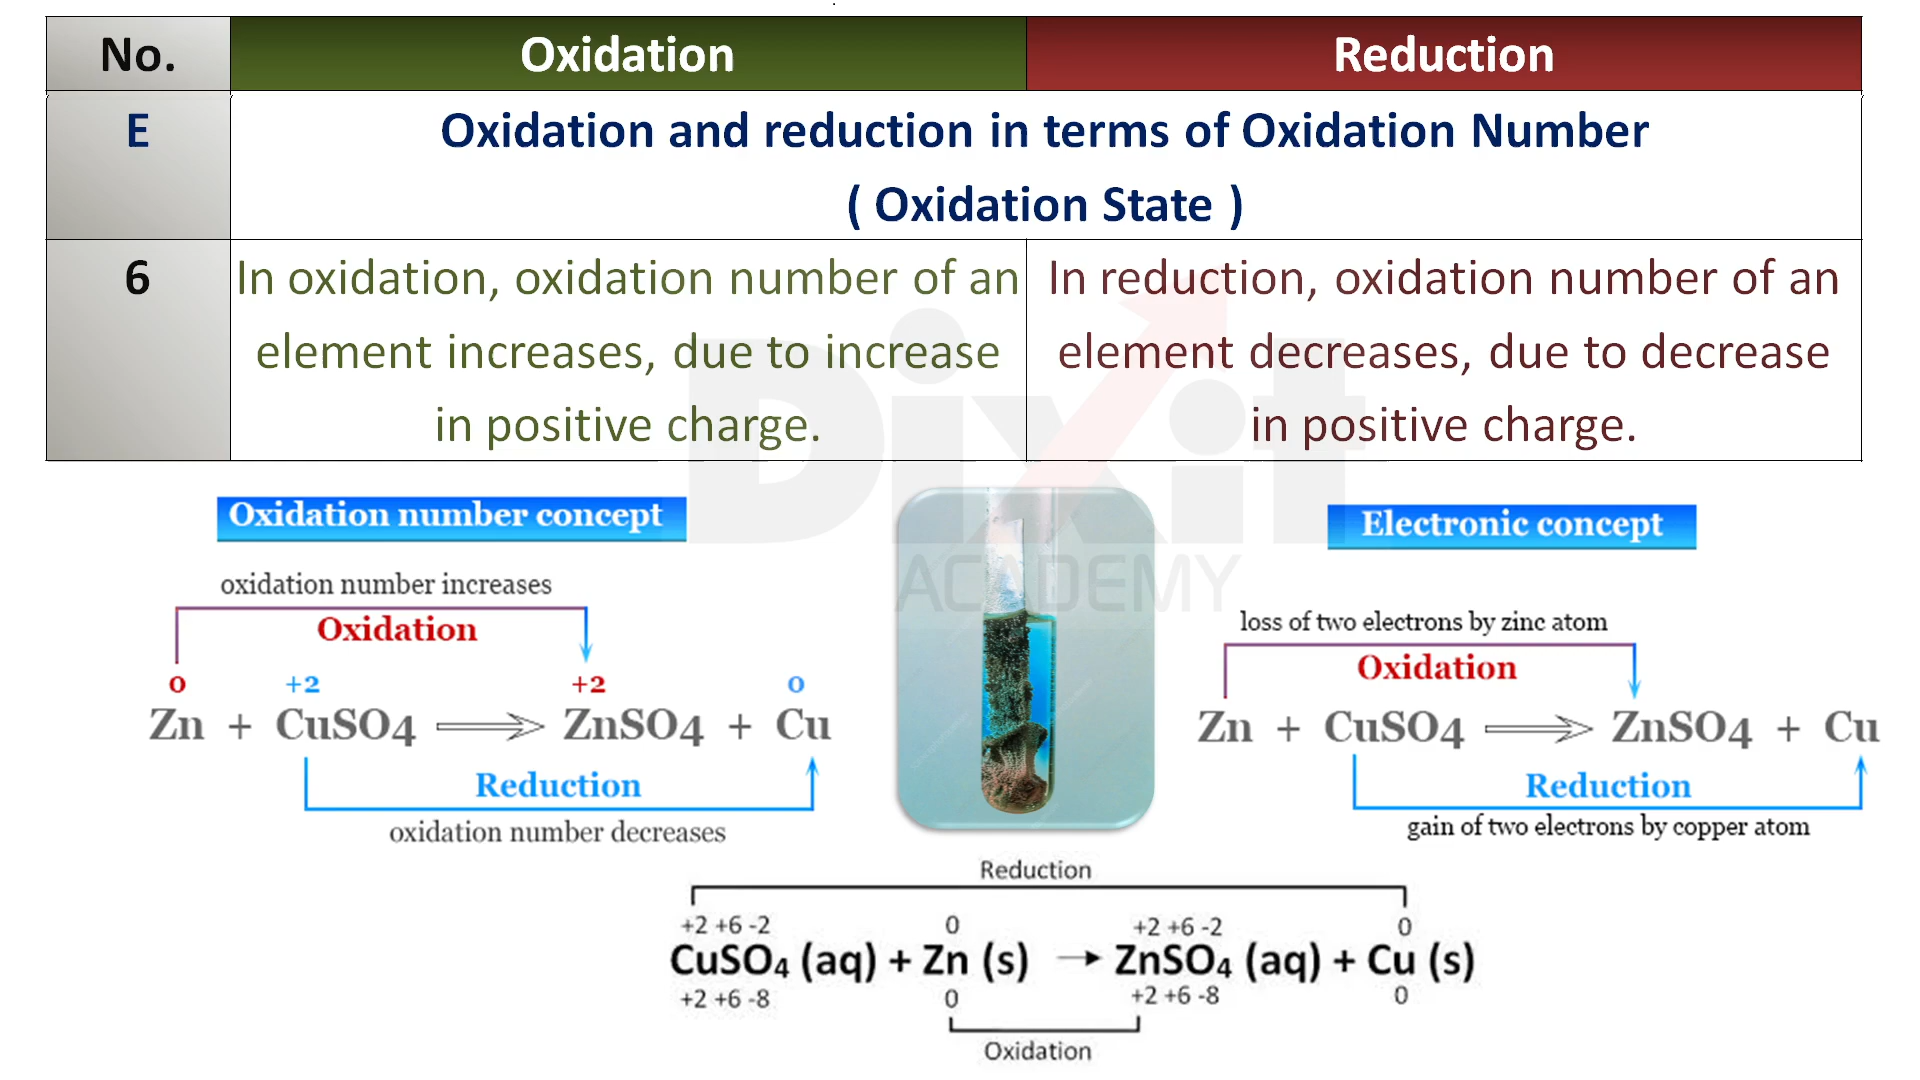 No. Oxidation Reduction
E Oxidation and reduction in terms of Oxidation Number
( Oxidation State )
6 In oxidation, oxidation number of an In reduction, oxidation number of an
element increases, due to increase element decreases, due to decrease
in positive charge. in positive charge.
Dixit
ACADEMY
Oxidation number concept
oxidation number increases
Oxidation
0 +2 +2 0
Zn + CuSO4 ⟹ ZnSO4 + Cu
Reduction
oxidation number decreases
Electronic concept
loss of two electrons by zinc atom
Oxidation
Zn + CuSO4 ⟹ ZnSO4 + Cu
Reduction
gain of two electrons by copper atom
Reduction
+2 +6 -2 0 +2 +6 -2 0
CuSO₄ (aq) + Zn (s) → ZnSO₄ (aq) + Cu (s)
+2 +6 -8 0 +2 +6 -8 0
Oxidation